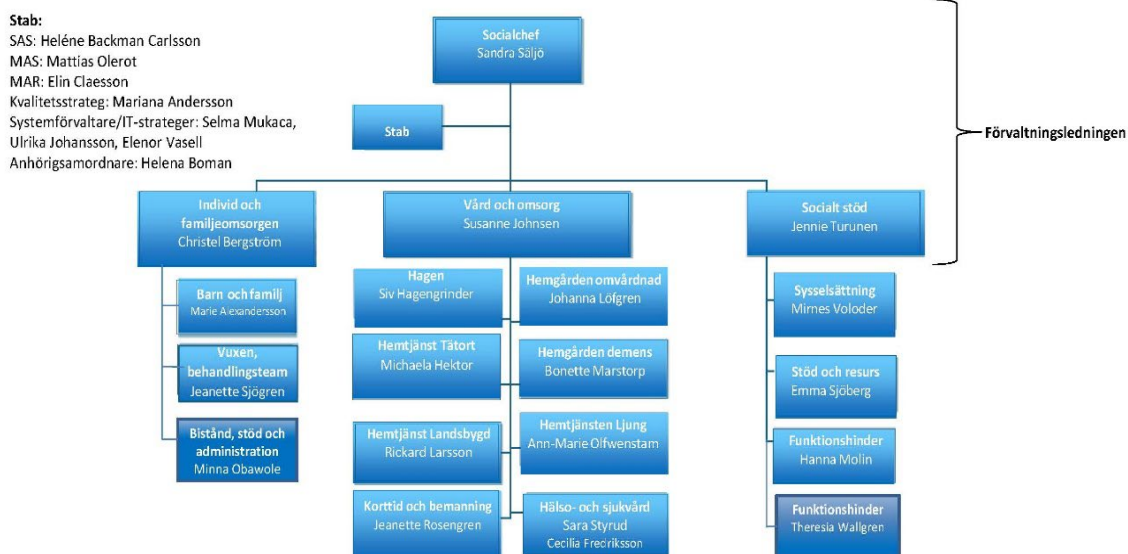 Stab:
SAS: Heléne Backman Carlsson
MAS: Mattias Olerot
MAR: Elin Claesson
Kvalitetsstrateg: Mariana Andersson
Systemförvaltare/IT-strateger: Selma Mukaca,
Ulrika Johansson, Elenor Vasell
Anhörigsamordnare: Helena Boman
Socialchef
Sandra Säljö
Stab
Förvaltningsledningen
Individ och
familjeomsorgen
Christel Bergström
Barn och familj
Marie Alexandersson
Vuxen,
behandlingsteam
Jeanette Sjögren
Bistånd, stöd och
administration
Minna Obawole
Vård och omsorg
Susanne Johnsen
Hagen
Siv Hagengrinder
Hemgården omvårdnad
Johanna Löfgren
Hemtjänst Tätort
Michaela Hektor
Hemgården demens
Bonette Marstorp
Hemtjänst Landsbygd
Rickard Larsson
Hemtjänsten Ljung
Ann-Marie Olfwenstam
Korttid och bemanning
Jeanette Rosengren
Hälso- och sjukvård
Sara Styrud
Cecilia Fredriksson
Socialt stöd
Jennie Turunen
Sysselsättning
Mirnes Voloder
Stöd och resurs
Emma Sjöberg
Funktionshinder
Hanna Molin
Funktionshinder
Theresia Wallgren